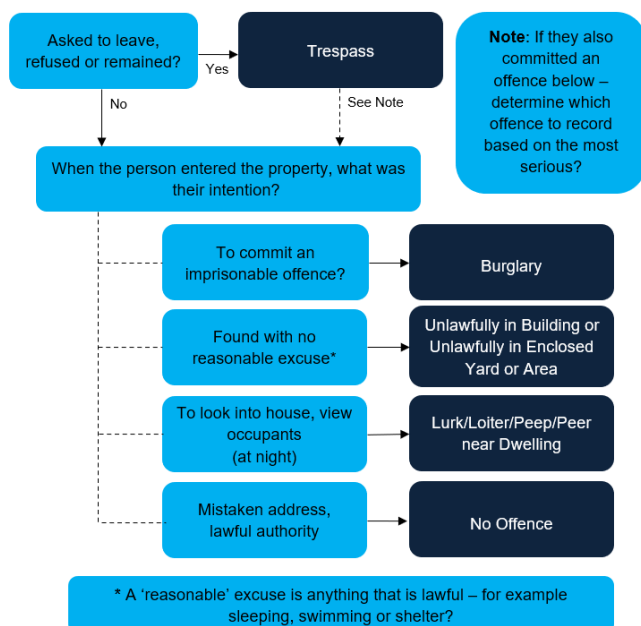 Asked to leave,
refused or remained?
Yes
Trespass
Note: If they also
committed an
offence below –
determine which
offence to record
based on the most
serious?
No
See Note
When the person entered the property, what was
their intention?
To commit an
imprisonable offence?
Burglary
Found with no
reasonable excuse*
Unlawfully in Building or
Unlawfully in Enclosed
Yard or Area
To look into house, view
occupants
(at night)
Lurk/Loiter/Peep/Peer
near Dwelling
Mistaken address,
lawful authority
No Offence
* A ‘reasonable’ excuse is anything that is lawful – for example
sleeping, swimming or shelter?